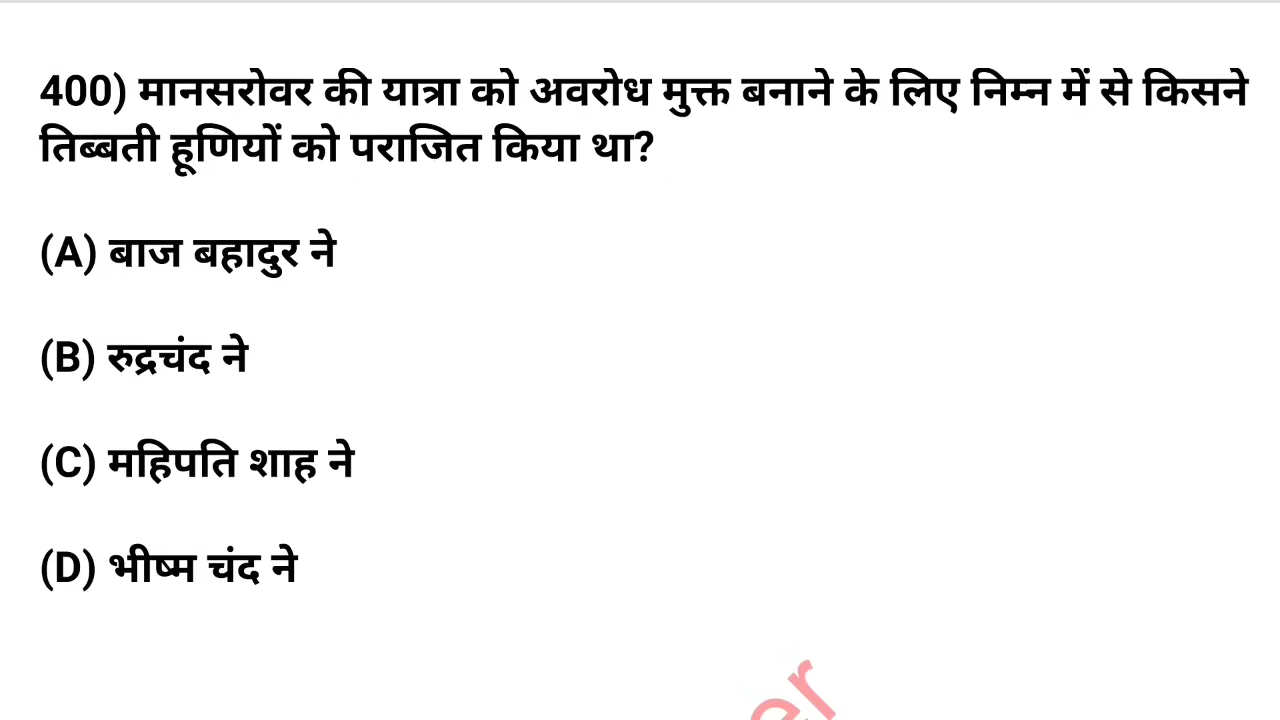 400) मानसरोवर की यात्रा को अवरोध मुक्त बनाने के लिए निम्न में से किसने
तिब्बती हूणियों को पराजित किया था?
(A) बाज बहादुर ने
(B) रुद्रचंद ने
(C) महिपति शाह ने
(D) भीष्म चंद ने